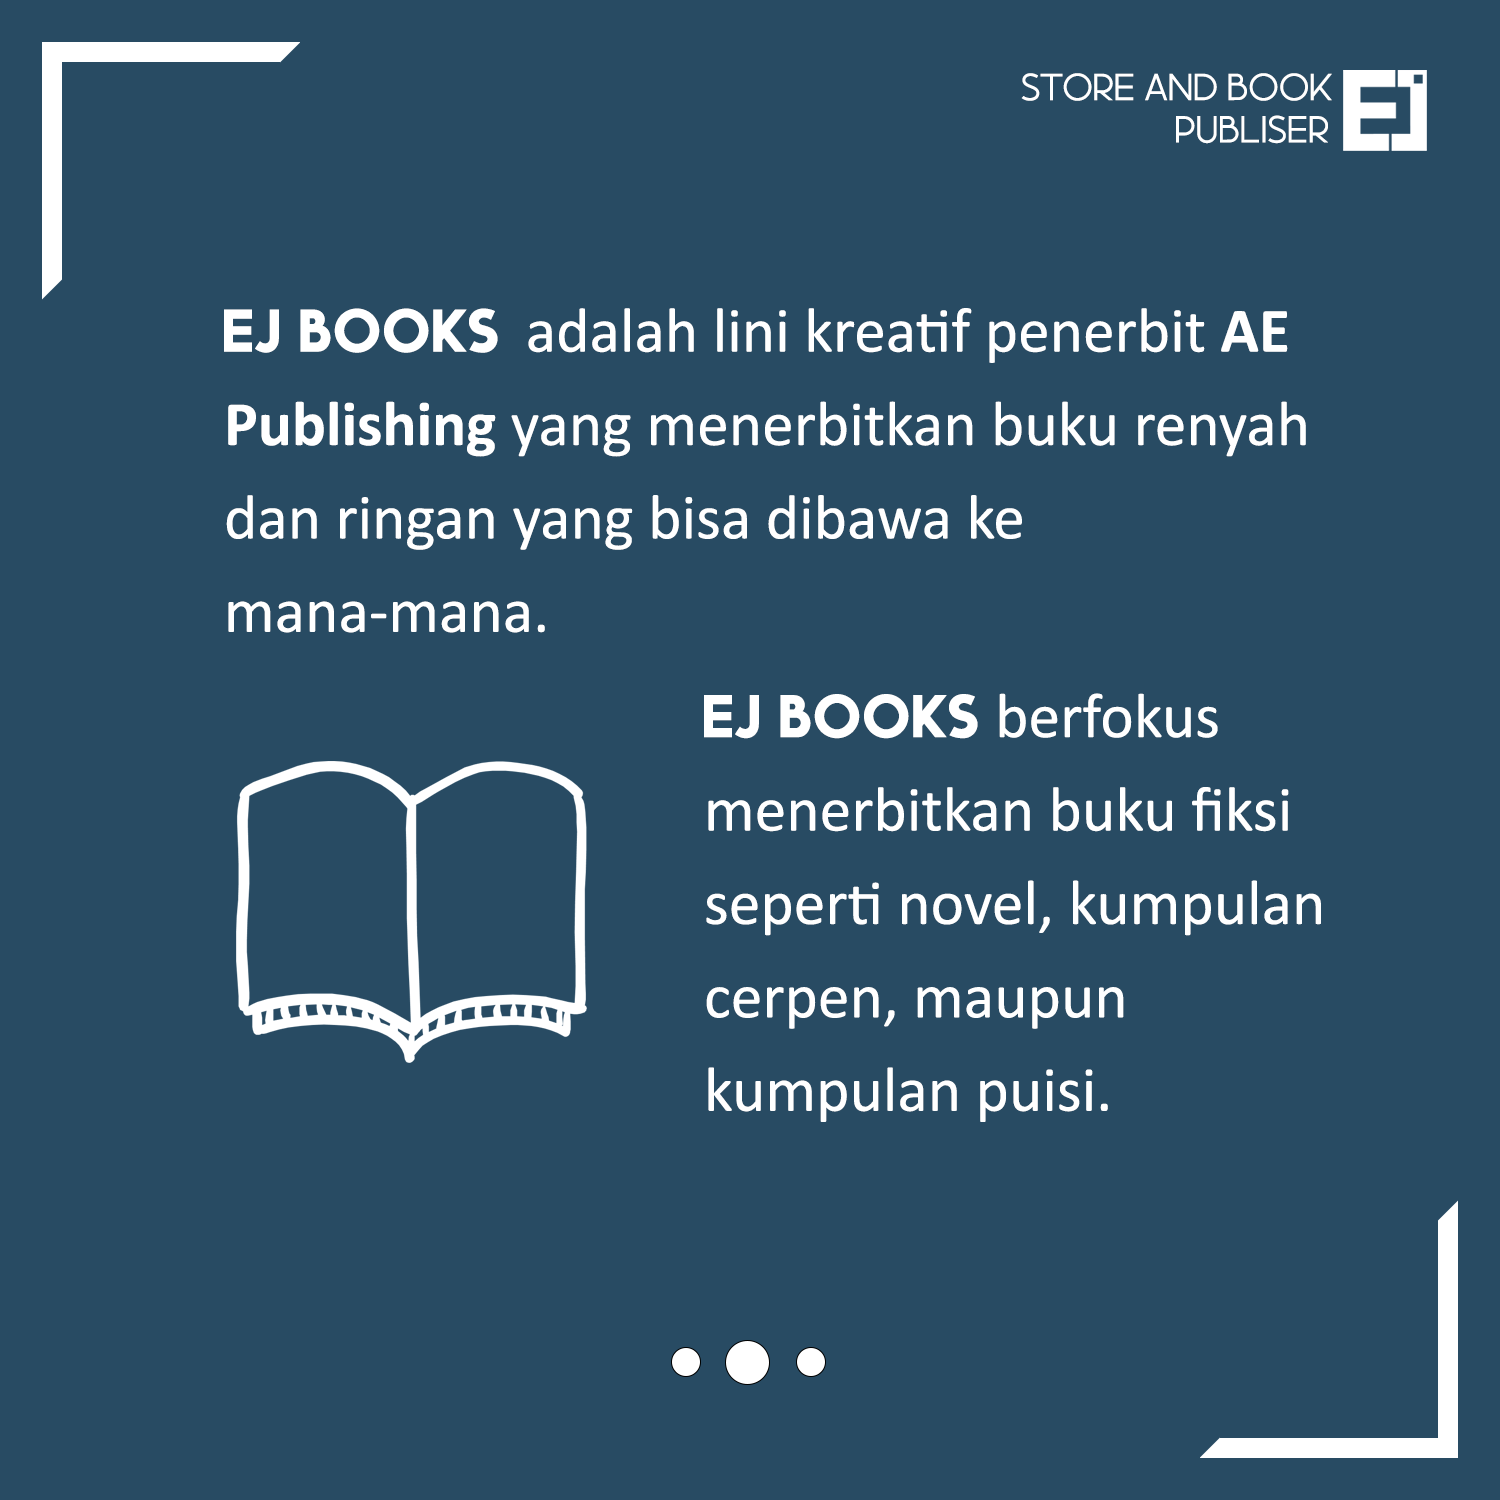 STORE AND BOOK
PUBLISER
EJ
EJ BOOKS adalah lini kreatif penerbit AE
Publishing yang menerbitkan buku renyah
dan ringan yang bisa dibawa ke
mana-mana.
EJ BOOKS berfokus
menerbitkan buku fiksi
seperti novel, kumpulan
cerpen, maupun
kumpulan puisi.